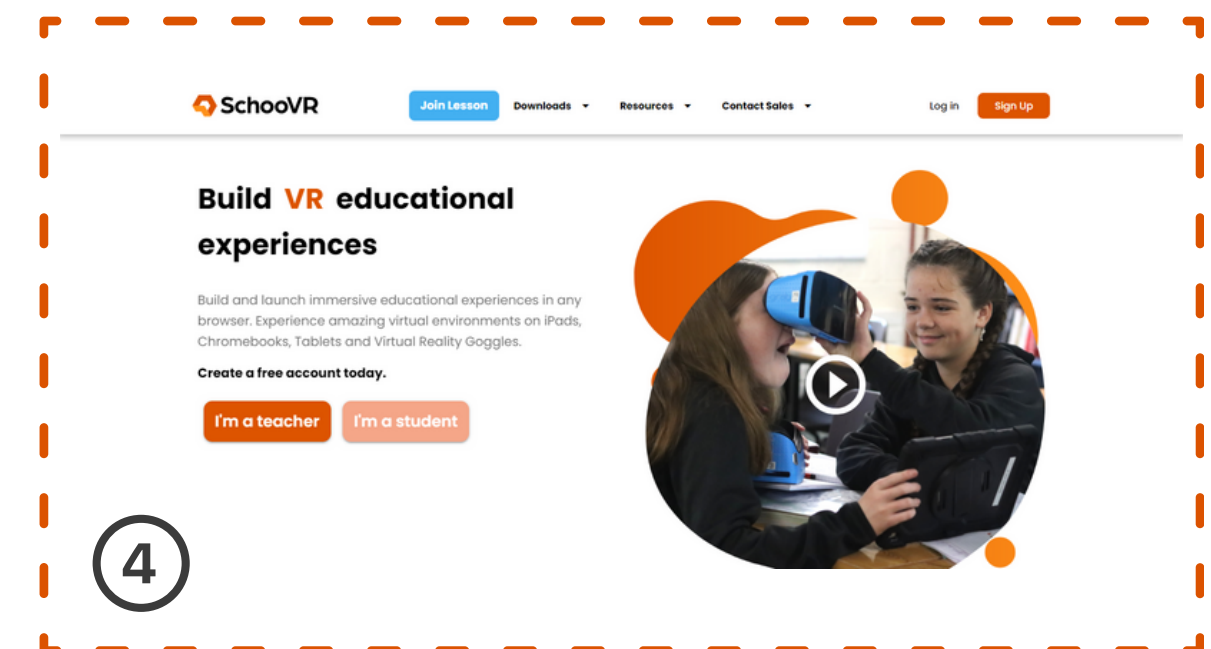 SchooVR
Join Lesson
Downloads
Resources
Contact Sales
Log in
Sign Up
Build VR educational
experiences
Build and launch immersive educational experiences in any
browser. Experience amazing virtual environments on iPads,
Chromebooks, Tablets and Virtual Reality Goggles.
Create a free account today.
I'm a teacher
I'm a student
4